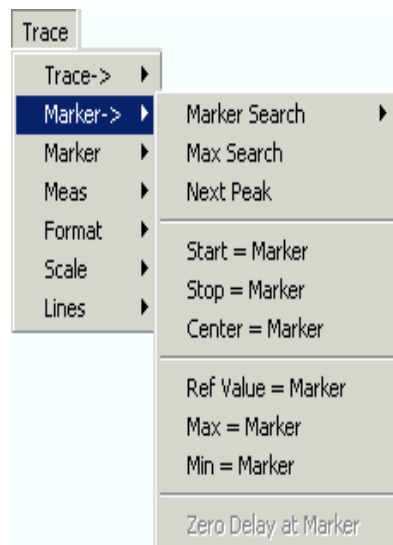 Trace
Trace->
Marker->
Marker
Meas
Format
Scale
Lines
Marker Search
Max Search
Next Peak
Start = Marker
Stop = Marker
Center = Marker
Ref Value = Marker
Max = Marker
Min = Marker
Zero Delay at Marker